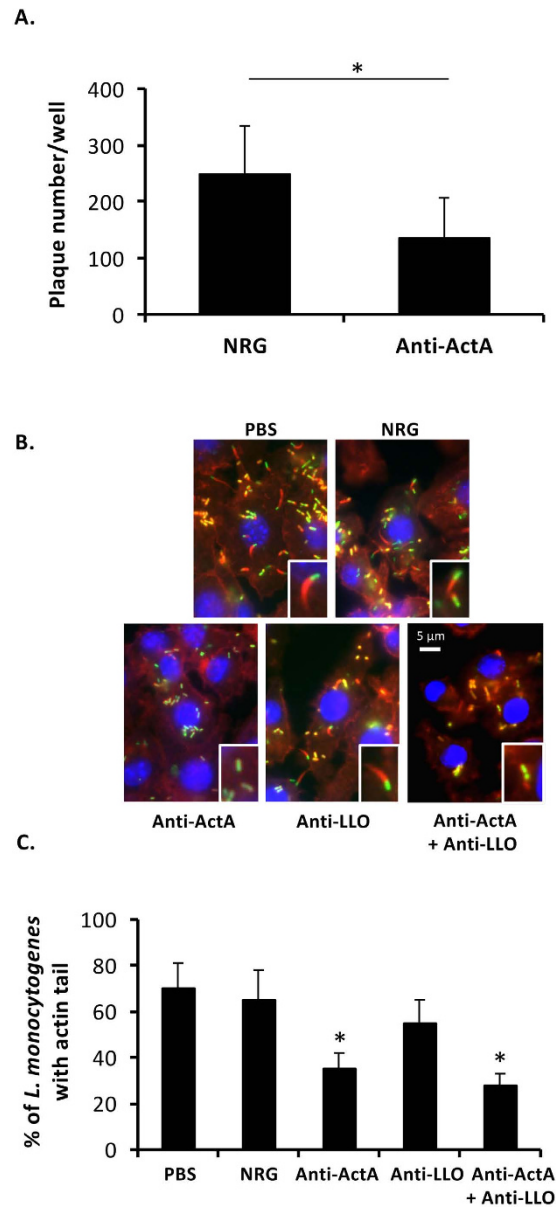 A.
*
400
300
200
100
0
Plaque number/well
NRG
Anti-ActA
B.
PBS
NRG
5 µm
Anti-ActA
Anti-LLO
Anti-ActA
+ Anti-LLO
C.
100
80
60
40
20
0
% of L. monocytogenes
with actin tail
*
*
PBS
NRG
Anti-ActA
Anti-LLO
Anti-ActA
+ Anti-LLO